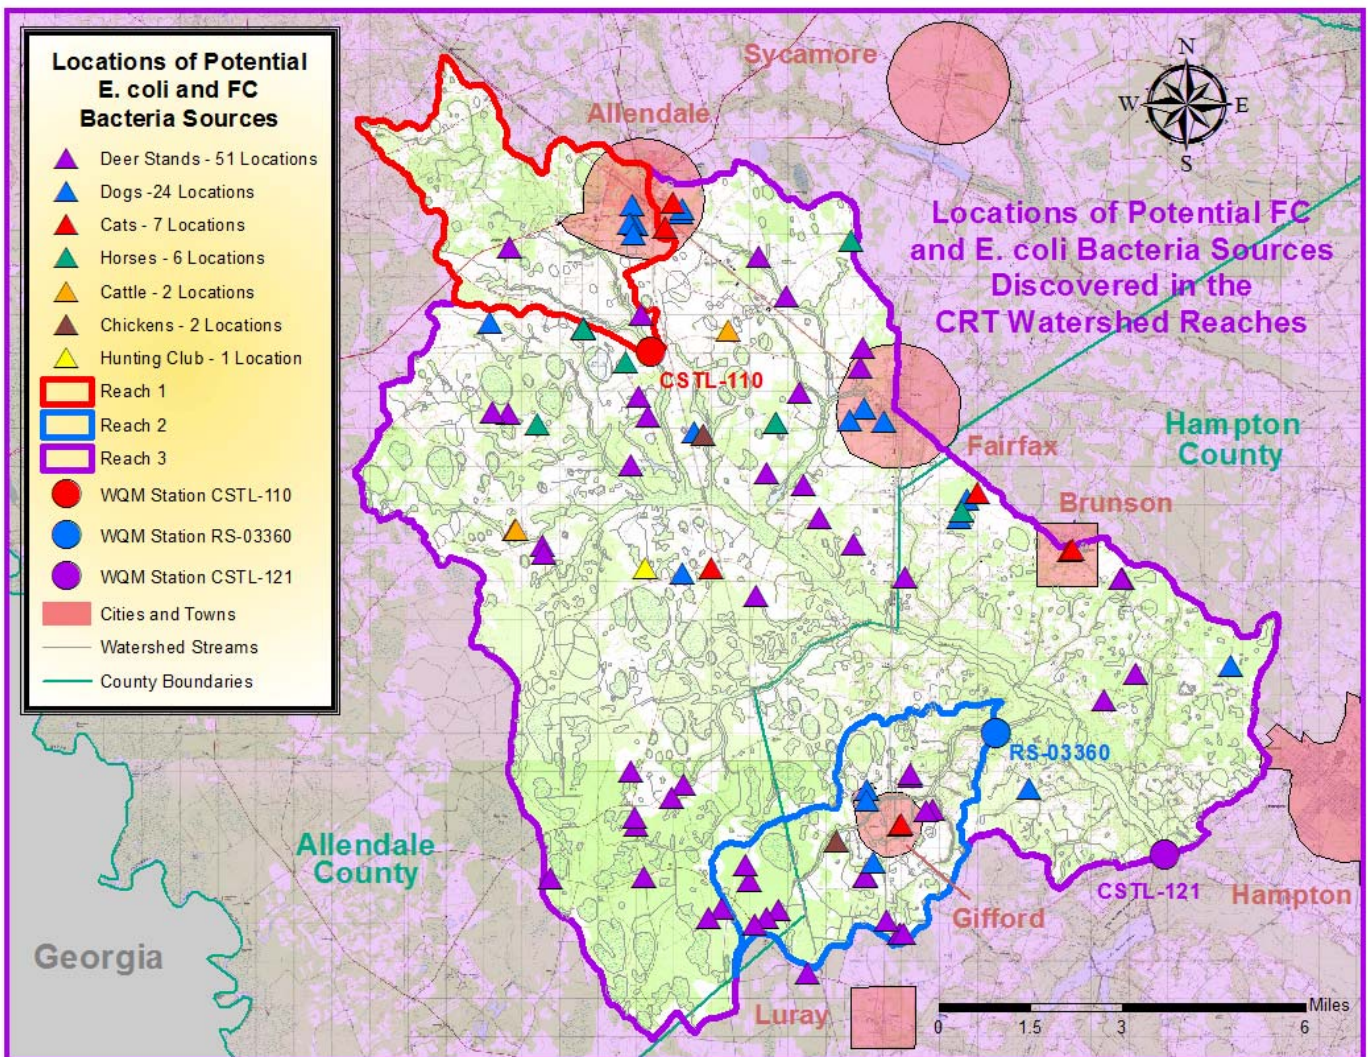 Locations of Potential
E. coli and FC
Bacteria Sources
Deer Stands - 51 Locations
Dogs -24 Locations
Cats - 7 Locations
Horses - 6 Locations
Cattle - 2 Locations
Chickens - 2 Locations
Hunting Club - 1 Location
Reach 1
Reach 2
Reach 3
WQM Station CSTL-110
WQM Station RS-03360
WQM Station CSTL-121
Cities and Towns
Watershed Streams
County Boundaries
Sycamore
Allendale
N
W
E
S
Locations of Potential FC
and E. coli Bacteria Sources
Discovered in the
CRT Watershed Reaches
CSTL-110
Hampton
County
Fairfax
Brunson
RS-03360
Allendale
County
CSTL-121
Hampton
Gifford
Georgia
Luray
Miles
0
1.5
3
6